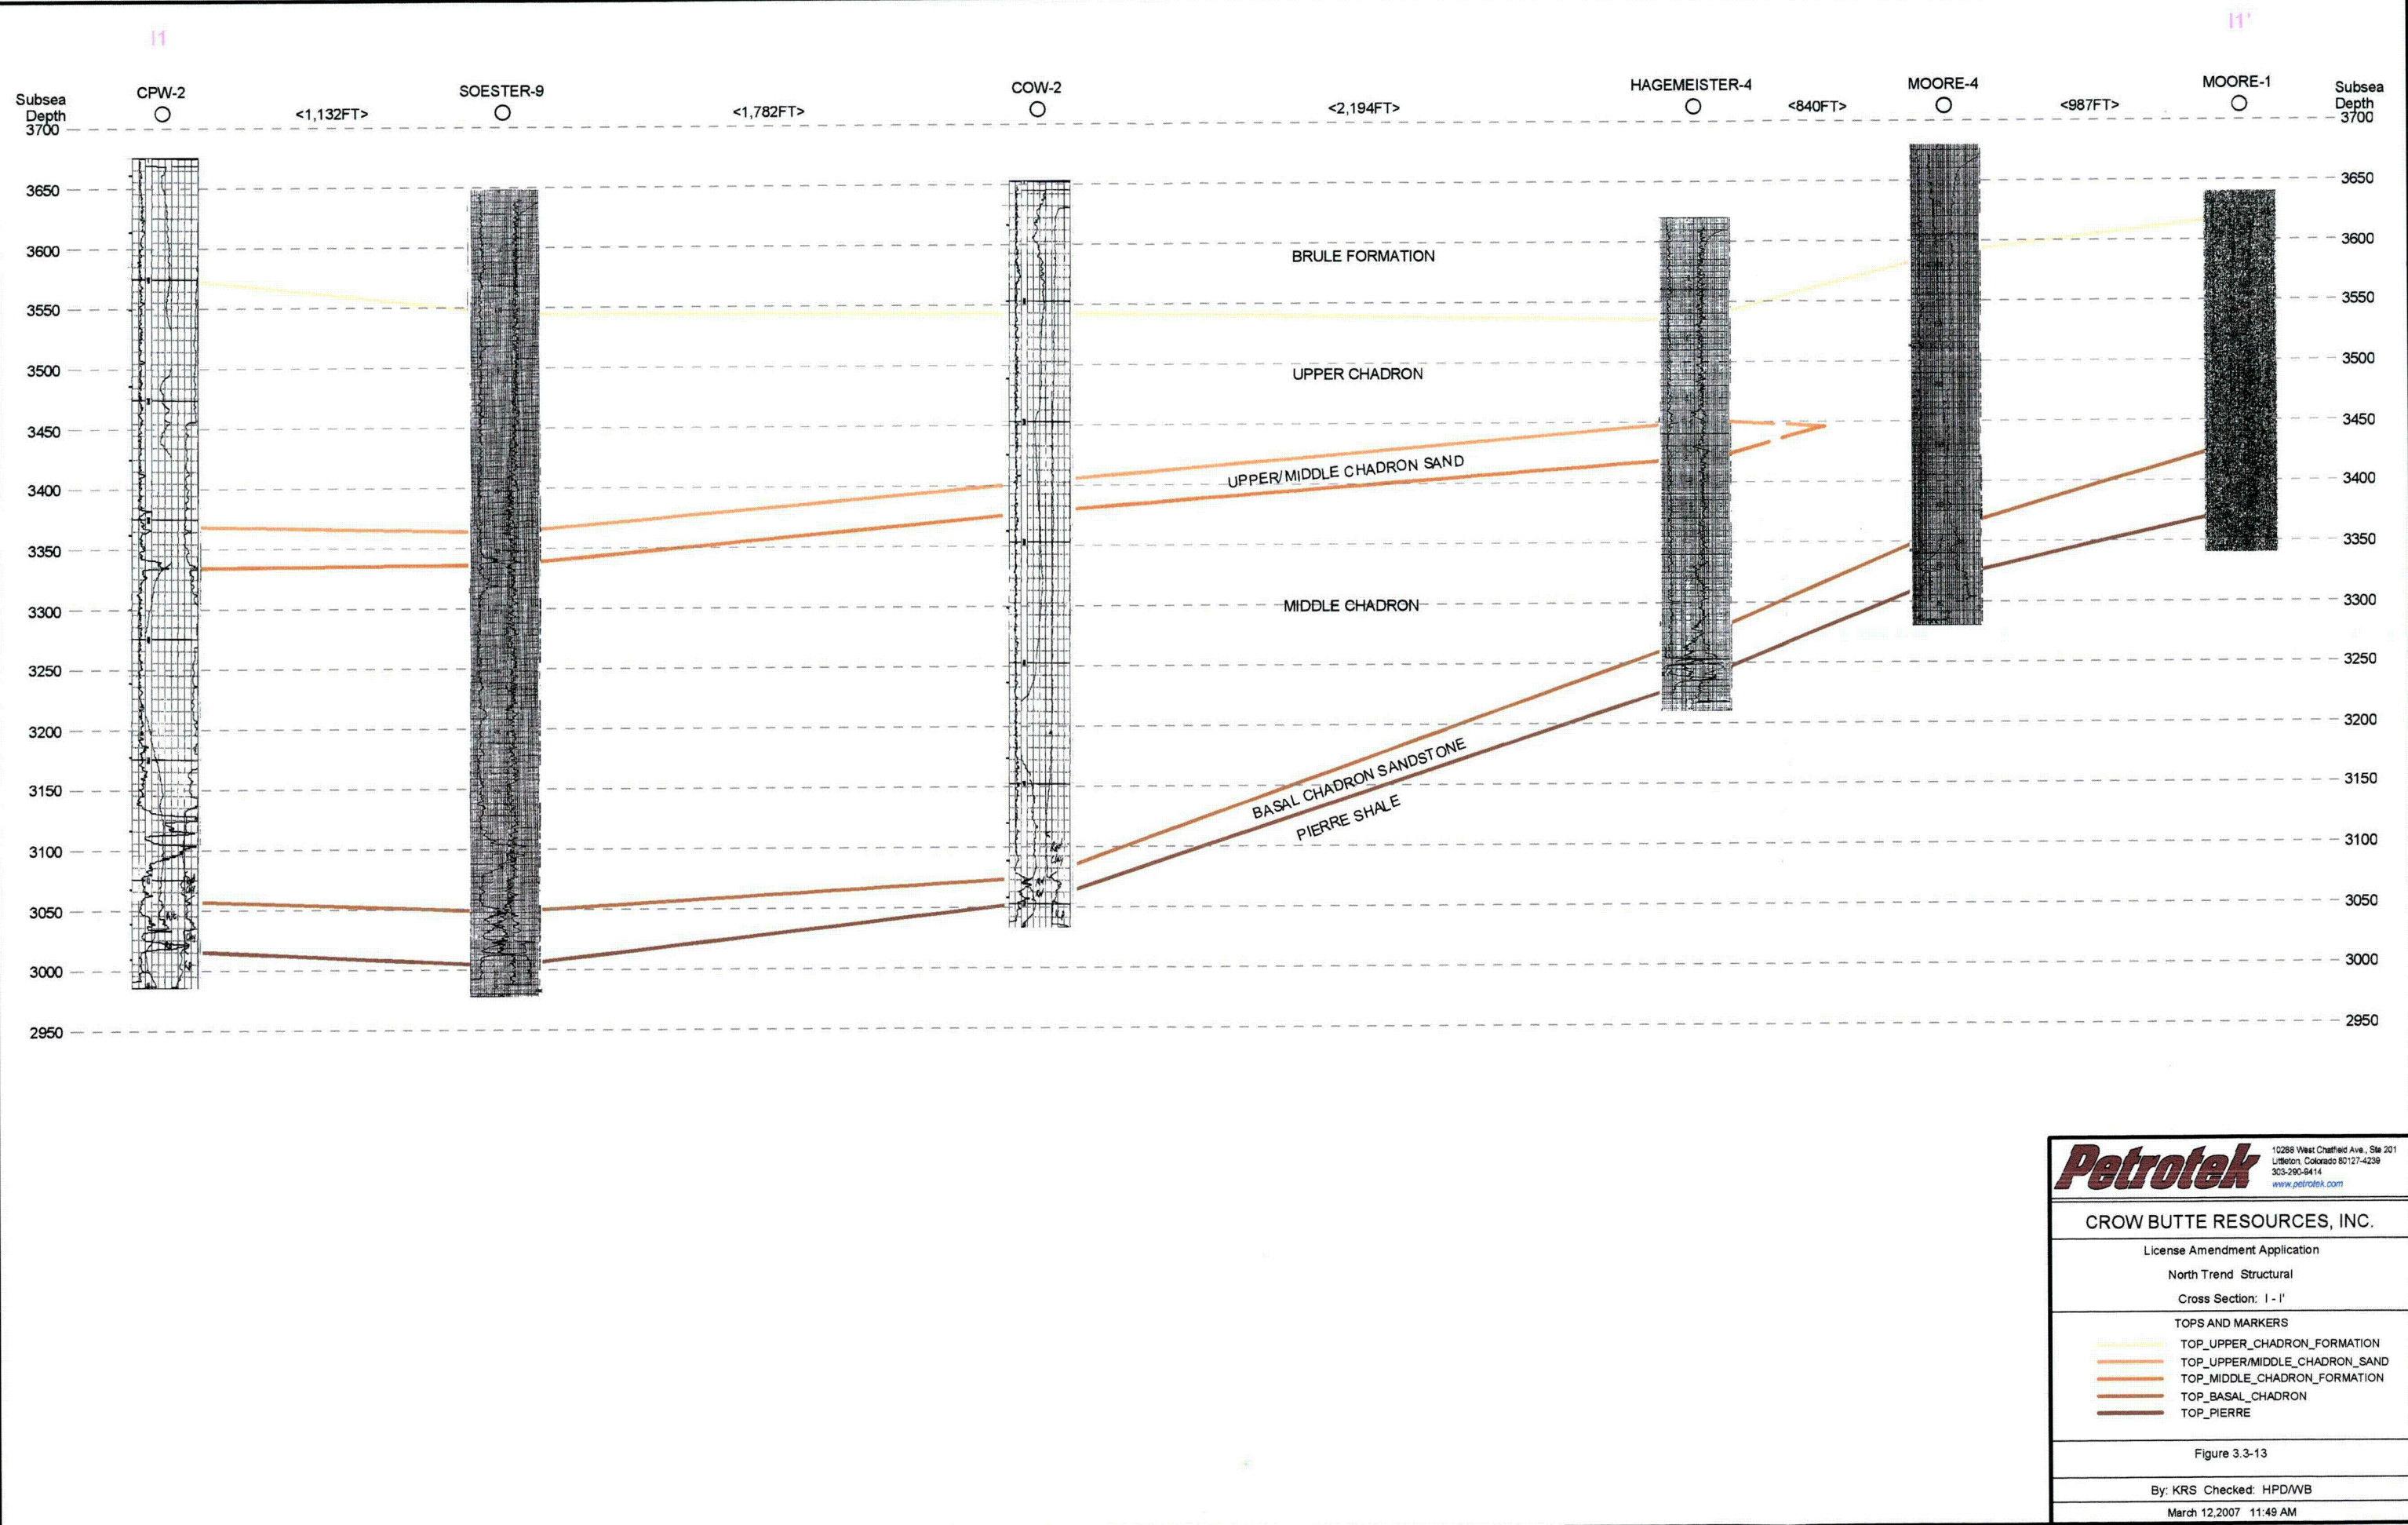 I1
I1'
CPW-2
SOESTER-9
COW-2
HAGEMEISTER-4
MOORE-4
MOORE-1
Subsea
Depth
<1,132FT>
<1,782FT>
<2,194FT>
<840FT>
<987FT>
Subsea
Depth
3700
3650
3600
3550
3500
3450
3400
3350
3300
3250
3200
3150
3100
3050
3000
2950
BRULE FORMATION
UPPER CHADRON
UPPER/MIDDLE CHADRON SAND
MIDDLE CHADRON
BASAL CHADRON SANDSTONE
PIERRE SHALE
3700
3650
3600
3550
3500
3450
3400
3350
3300
3250
3200
3150
3100
3050
3000
2950
Petrotek
10288 West Chatfield Ave., Ste 201
Littleton, Colorado 80127-4239
303-290-9414
www.petrotek.com
CROW BUTTE RESOURCES, INC.
License Amendment Application
North Trend Structural
Cross Section: I - I'
TOPS AND MARKERS
TOP_UPPER_CHADRON_FORMATION
TOP_UPPER/MIDDLE_CHADRON_SAND
TOP_MIDDLE_CHADRON_FORMATION
TOP_BASAL_CHADRON
TOP_PIERRE
Figure 3.3-13
By: KRS Checked: HPD/WB
March 12,2007 11:49 AM